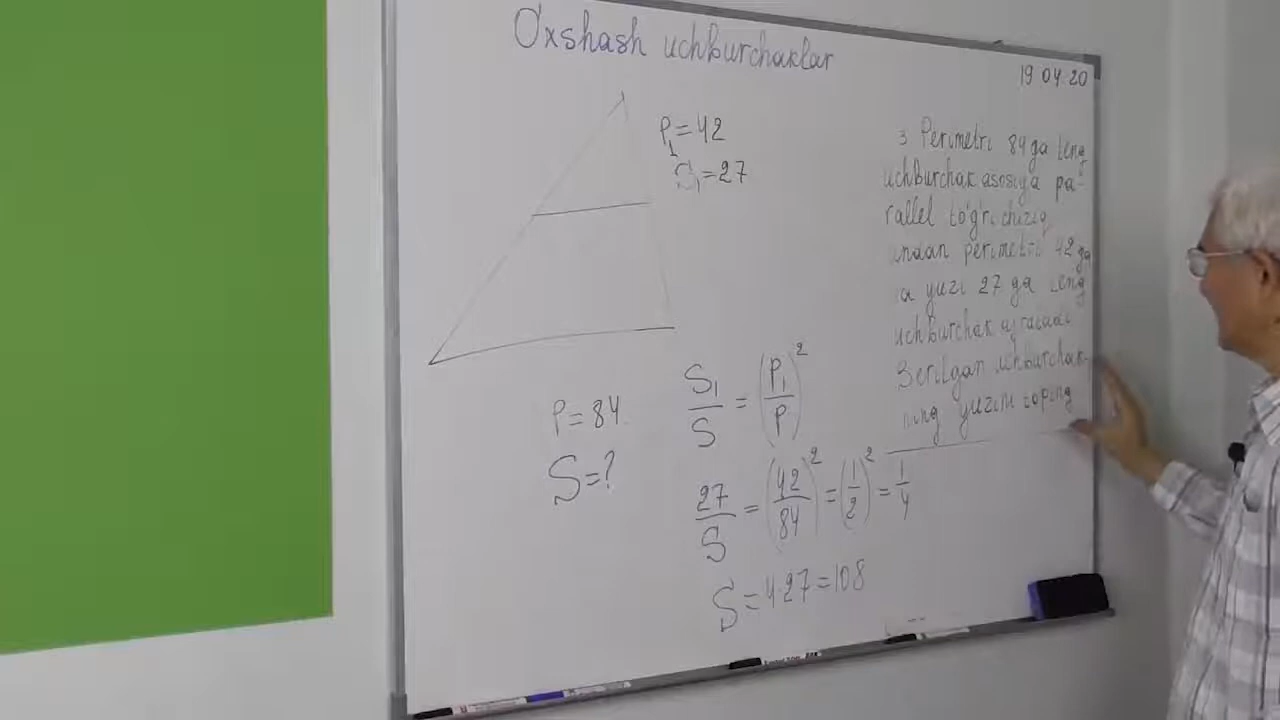 O'xshash uchburchaklar
19 04 20
P₁=42
S₁=27
3 Perimetri 84 ga teng
uchburchak asosiga pa-
rallel to'g'ri chiziq
undan perimetri 42 ga
yuzi 27 ga teng
uchburchak ajratadi
Berilgan uchburchak-
ning yuzini toping
P=84
S=?
S₁/S = (P₁/P)²
27/S = (42/84)² = (1/2)² = 1/4
S=4·27=108